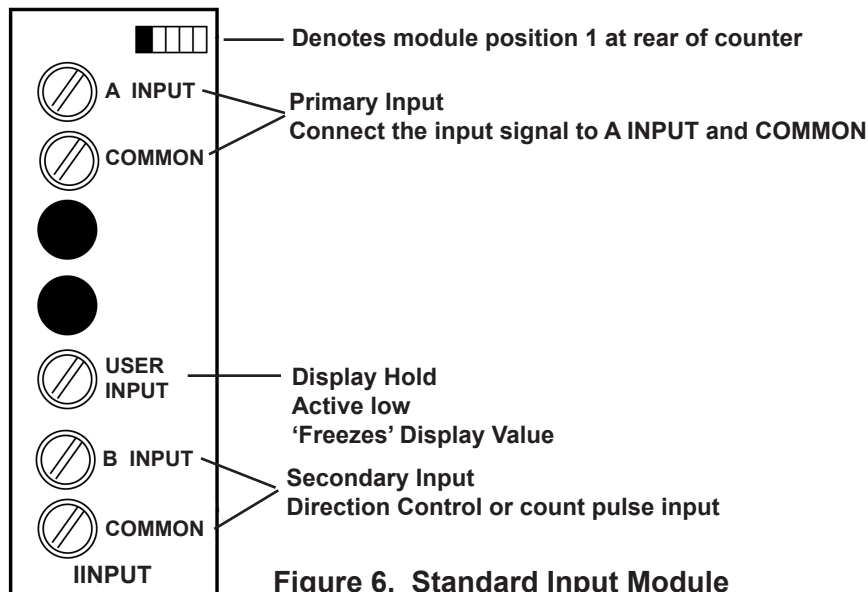 Denotes module position 1 at rear of counter
A INPUT
Primary Input
Connect the input signal to A INPUT and COMMON
COMMON
USER
INPUT
Display Hold
Active low
‘Freezes’ Display Value
B INPUT
Secondary Input
Direction Control or count pulse input
COMMON
IINPUT
Figure 6. Standard Input Module